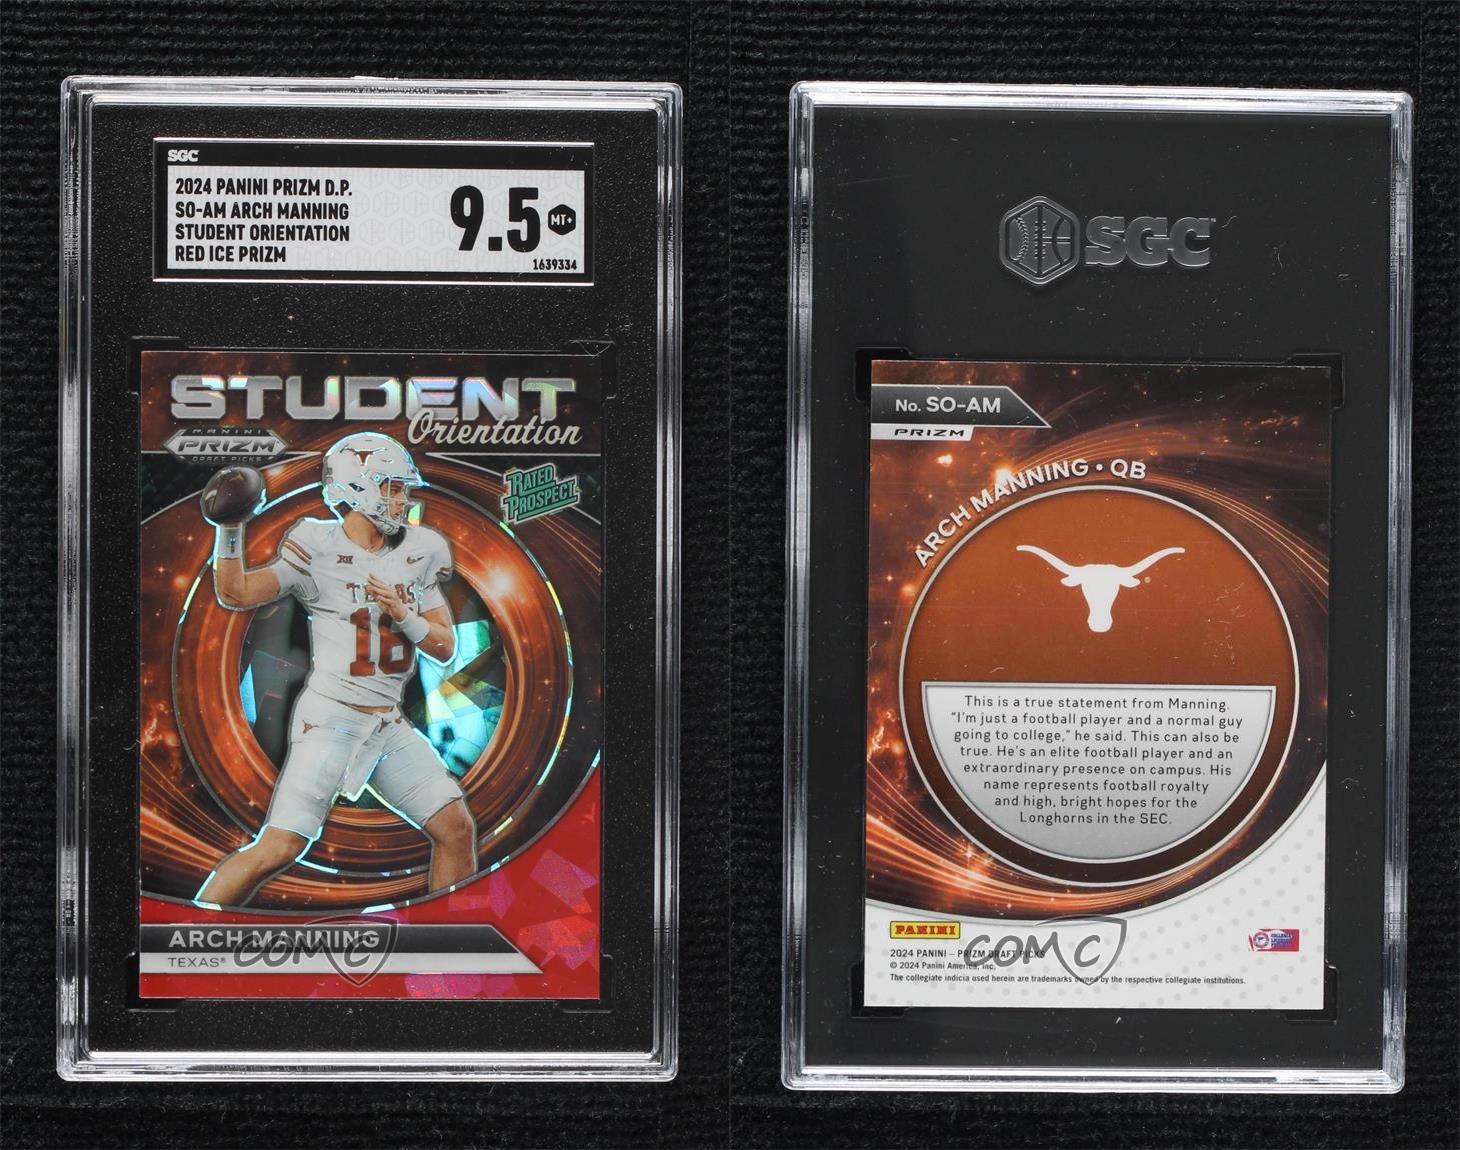 SGC
2024 PANINI PRIZM D.P.
SO-AM ARCH MANNING
STUDENT ORIENTATION
RED ICE PRIZM
9.5
MT+
1639334
STUDENT
Orientation
PANINI
PRIZM
DRAFT PICKS
RATED
PROSPECT
XII
TEXAS
16
ARCH MANNING
TEXAS®
COMC
SGC
No. SO-AM
PRIZM
ARCH MANNING • QB
This is a true statement from Manning.
"I'm just a football player and a normal guy
going to college," he said. This can also be
true. He's an elite football player and an
extraordinary presence on campus. His
name represents football royalty
and high, bright hopes for the
Longhorns in the SEC.
PANINI
COMC
2024 PANINI – PRIZM DRAFT PICKS
© 2024 Panini America, Inc.
The collegiate indicia used herein are trademarks owned by the respective collegiate institutions.